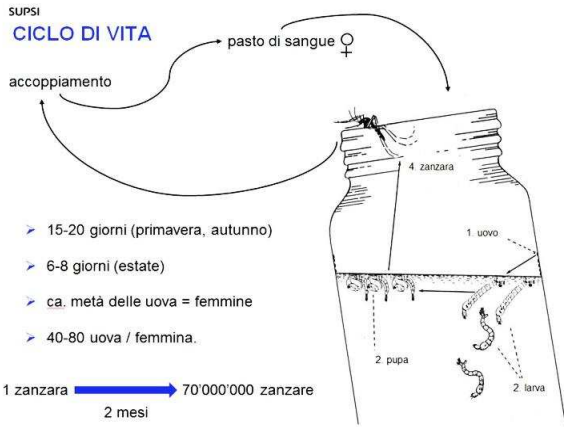 SUPSI
CICLO DI VITA
pasto di sangue ♀
accoppiamento
4. zanzara
1. uovo
➢ 15-20 giorni (primavera, autunno)
➢ 6-8 giorni (estate)
➢ ca. metà delle uova = femmine
➢ 40-80 uova / femmina.
2. pupa
2. larva
1 zanzara 70'000'000 zanzare
2 mesi